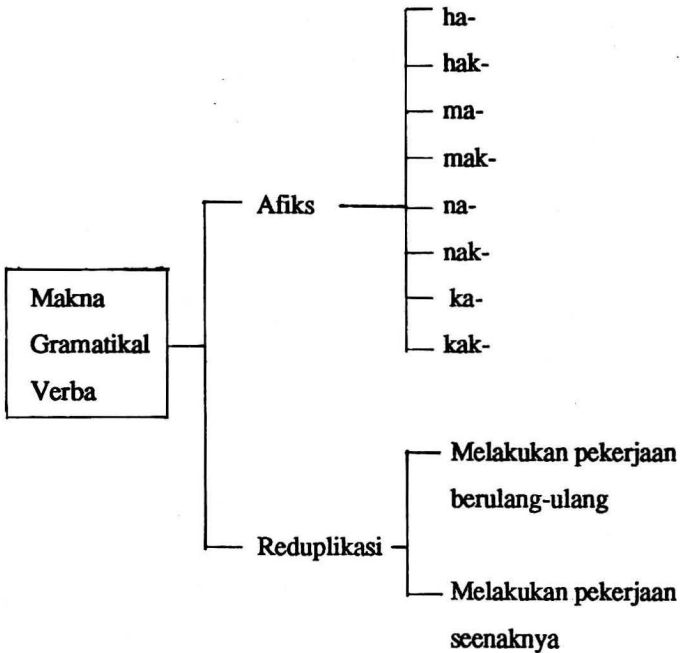 ha-
hak-
ma-
mak-
Afiks
na-
nak-
ka-
kak-
Makna
Gramatikal
Verba
Reduplikasi
Melakukan pekerjaan
berulang-ulang
Melakukan pekerjaan
seenaknya